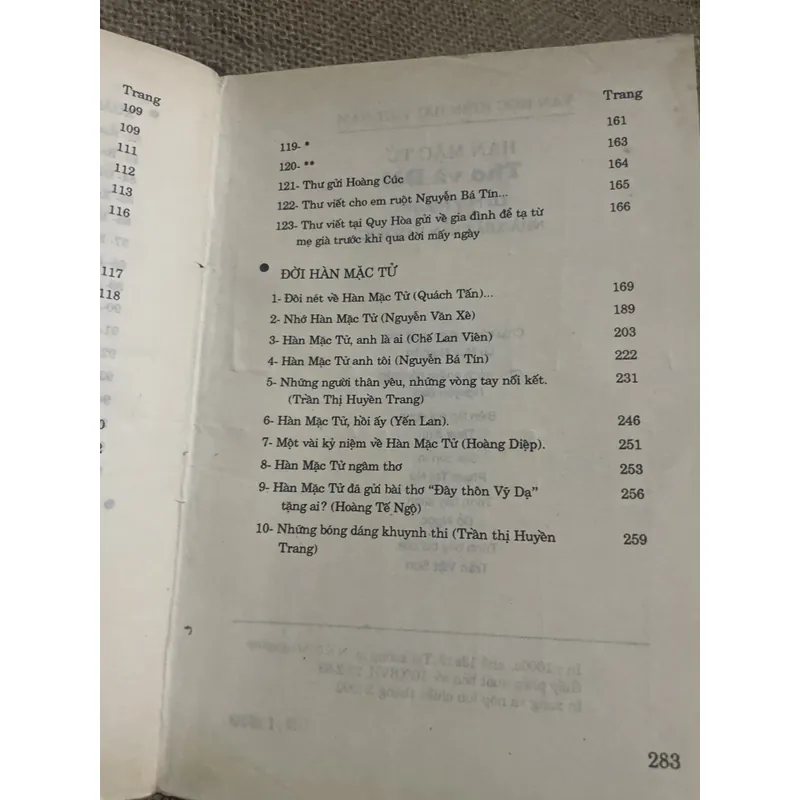 Trang
109
109
111
112
113
116
117
118
Trang
119- * 161
120- ** 163
121- Thư gửi Hoàng Cúc 164
122- Thư viết cho em ruột Nguyễn Bá Tín... 165
123- Thư viết tại Quy Hòa gửi về gia đình để tạ từ 166
mẹ già trước khi qua đời mấy ngày
● ĐỜI HÀN MẶC TỬ
1- Đôi nét về Hàn Mặc Tử (Quách Tấn)... 169
2- Nhớ Hàn Mặc Tử (Nguyễn Văn Xê) 189
3- Hàn Mặc Tử, anh là ai (Chế Lan Viên) 203
4- Hàn Mặc Tử anh tôi (Nguyễn Bá Tín) 222
5- Những người thân yêu, những vòng tay nối kết. 231
(Trần Thị Huyền Trang)
6- Hàn Mặc Tử, hồi ấy (Yến Lan). 246
7- Một vài kỷ niệm về Hàn Mặc Tử (Hoàng Diệp). 251
8- Hàn Mặc Tử ngâm thơ 253
9- Hàn Mặc Tử đã gửi bài thơ “Đây thôn Vỹ Dạ” 256
tặng ai? (Hoàng Tế Ngộ)
10- Những bóng dáng khuynh thi (Trần thị Huyền 259
Trang)
283